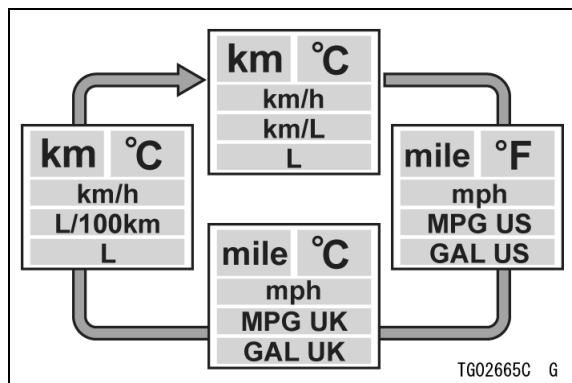 km °C
km/h
km/L
L
km °C
km/h
L/100km
L
mile °F
mph
MPG US
GAL US
mile °C
mph
MPG UK
GAL UK
TG02665C G